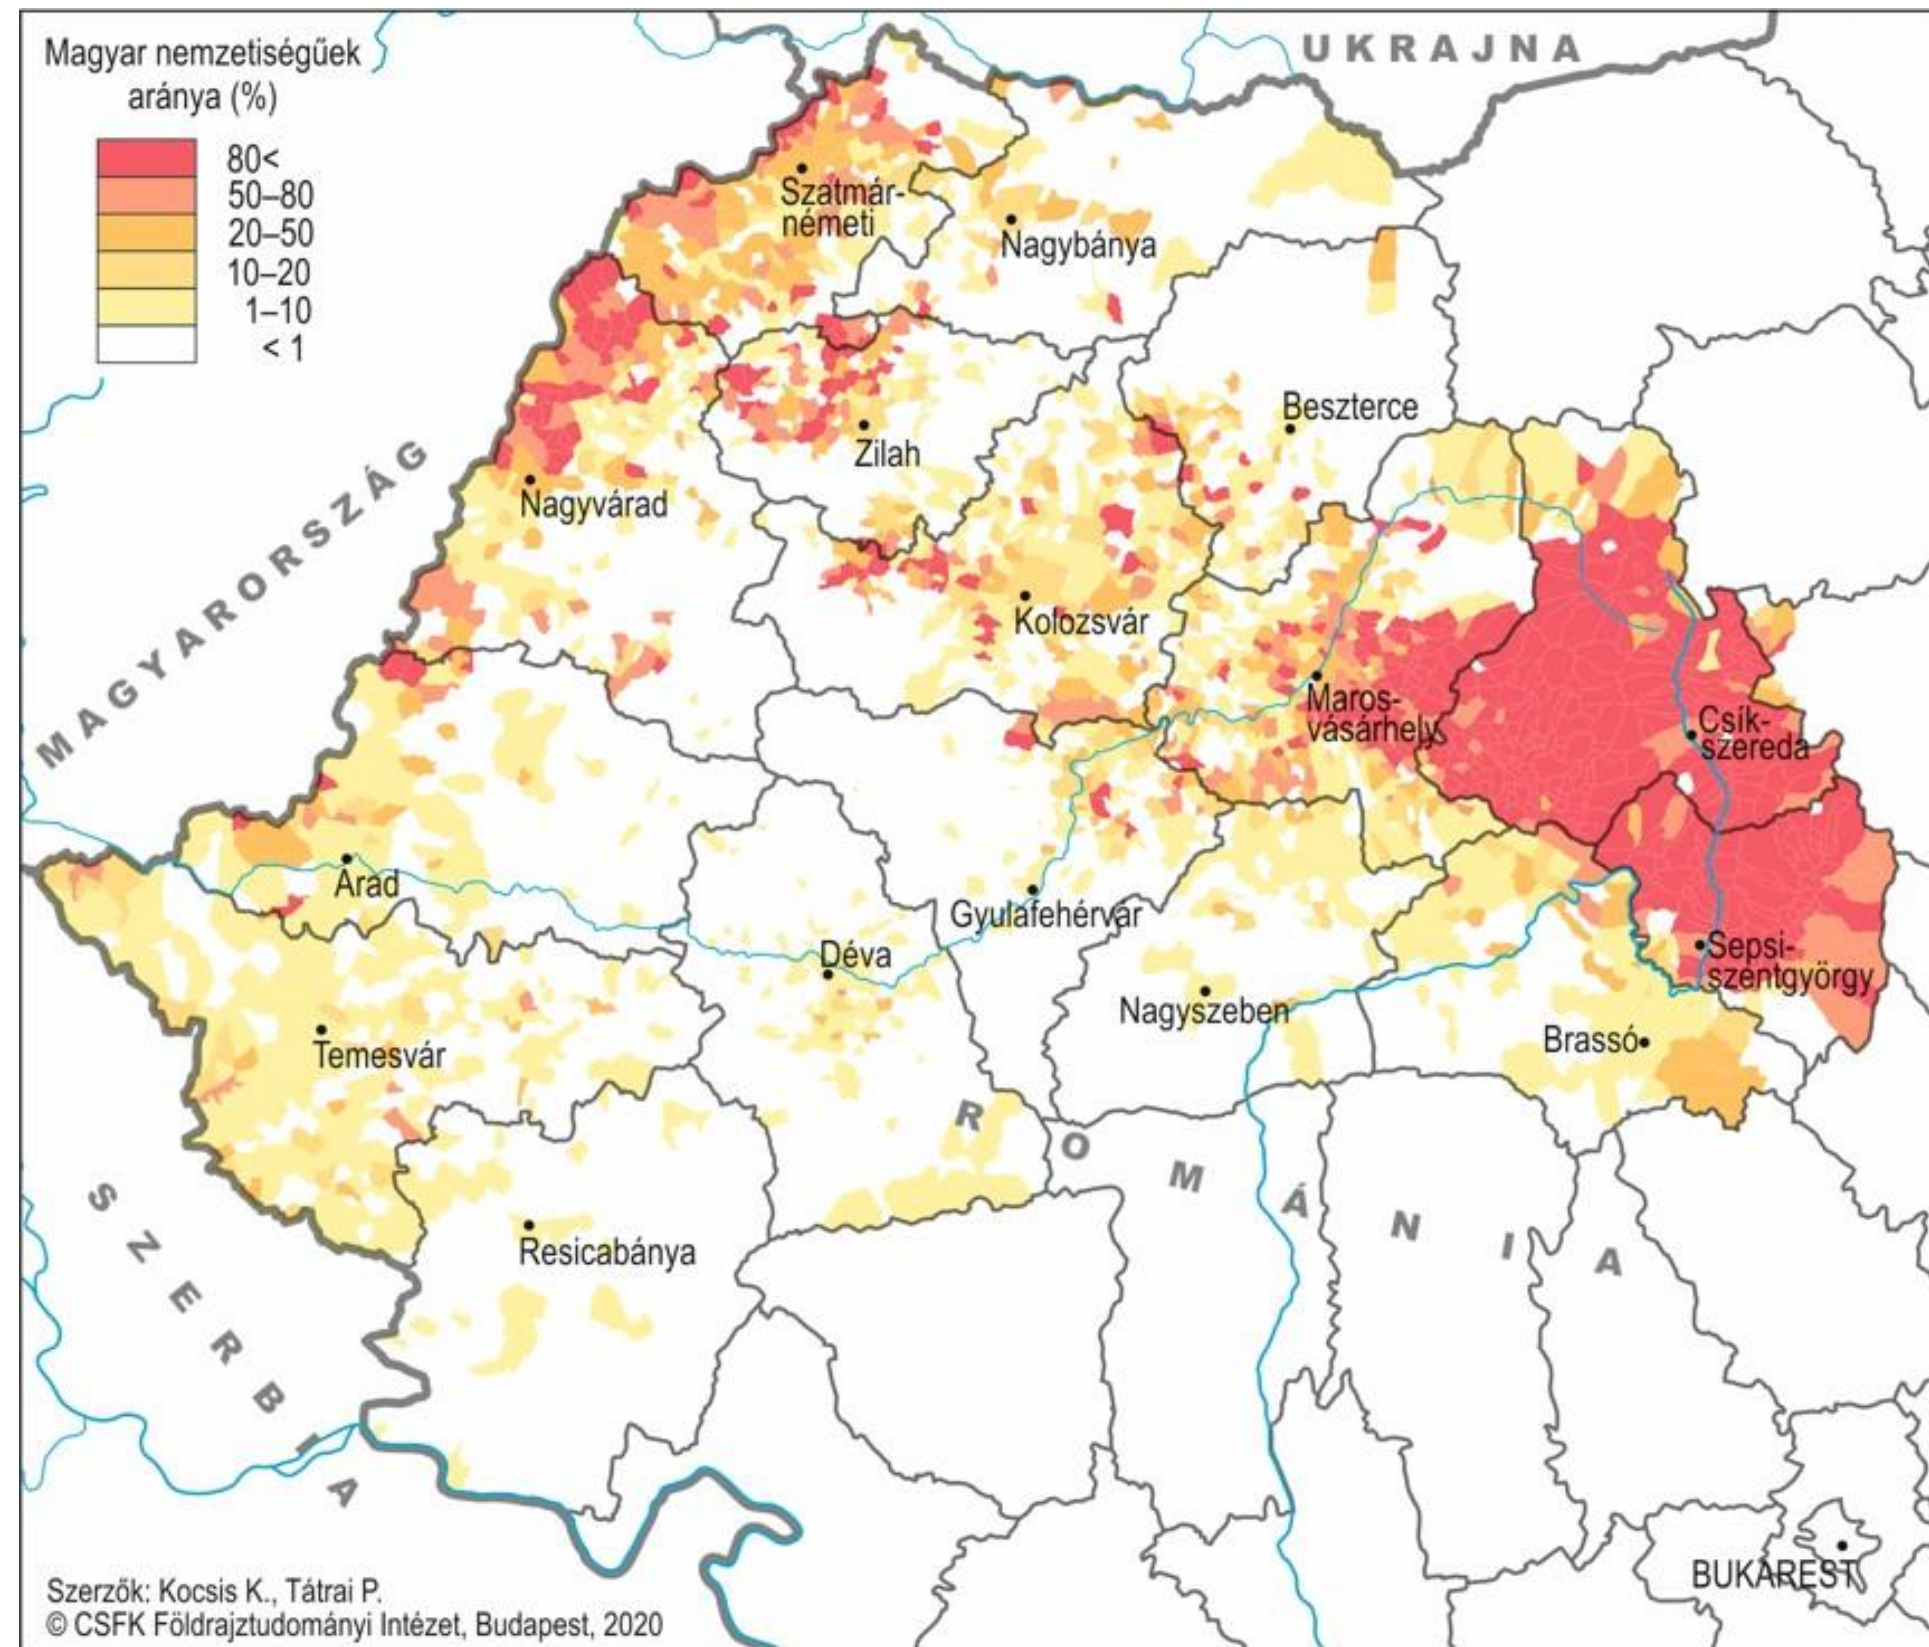 Magyar nemzetiségűek
aránya (%)
80<
50–80
20–50
10–20
1–10
< 1
UKRAJNA
MAGYARORSZÁG
SZERBIA
ROMÁNIA
Szatmár-
németi
Nagybánya
Beszterce
Zilah
Nagyvárad
Kolozsvár
Maros-
vásárhely
Csík-
szereda
Arad
Gyulafehérvár
Déva
Sepsi-
szentgyörgy
Nagyszeben
Brassó
Temesvár
Resicabánya
BUKAREST
Szerzők: Kocsis K., Tátrai P.
© CSFK Földrajztudományi Intézet, Budapest, 2020